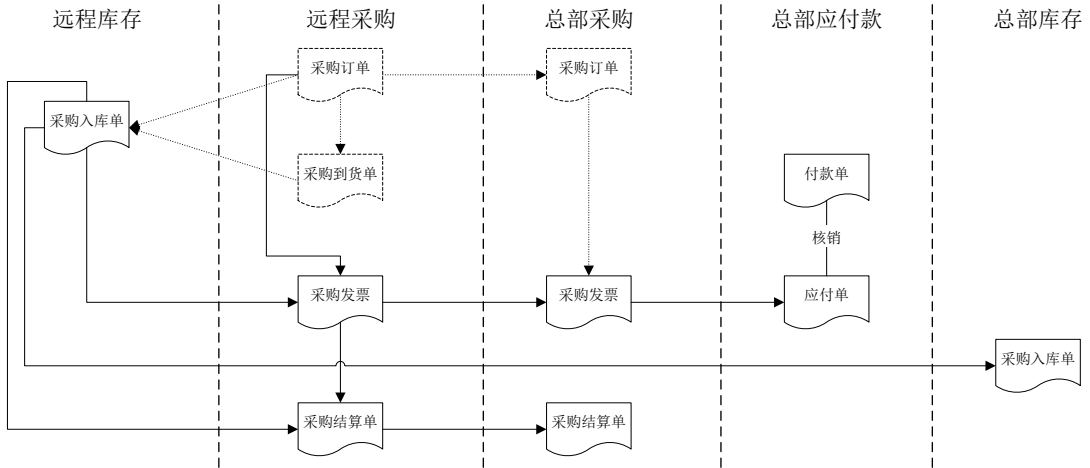 远程库存
远程采购
总部采购
总部应付款
总部库存
采购订单
采购订单
采购入库单
采购到货单
付款单
核销
采购发票
采购发票
应付单
采购入库单
采购结算单
采购结算单